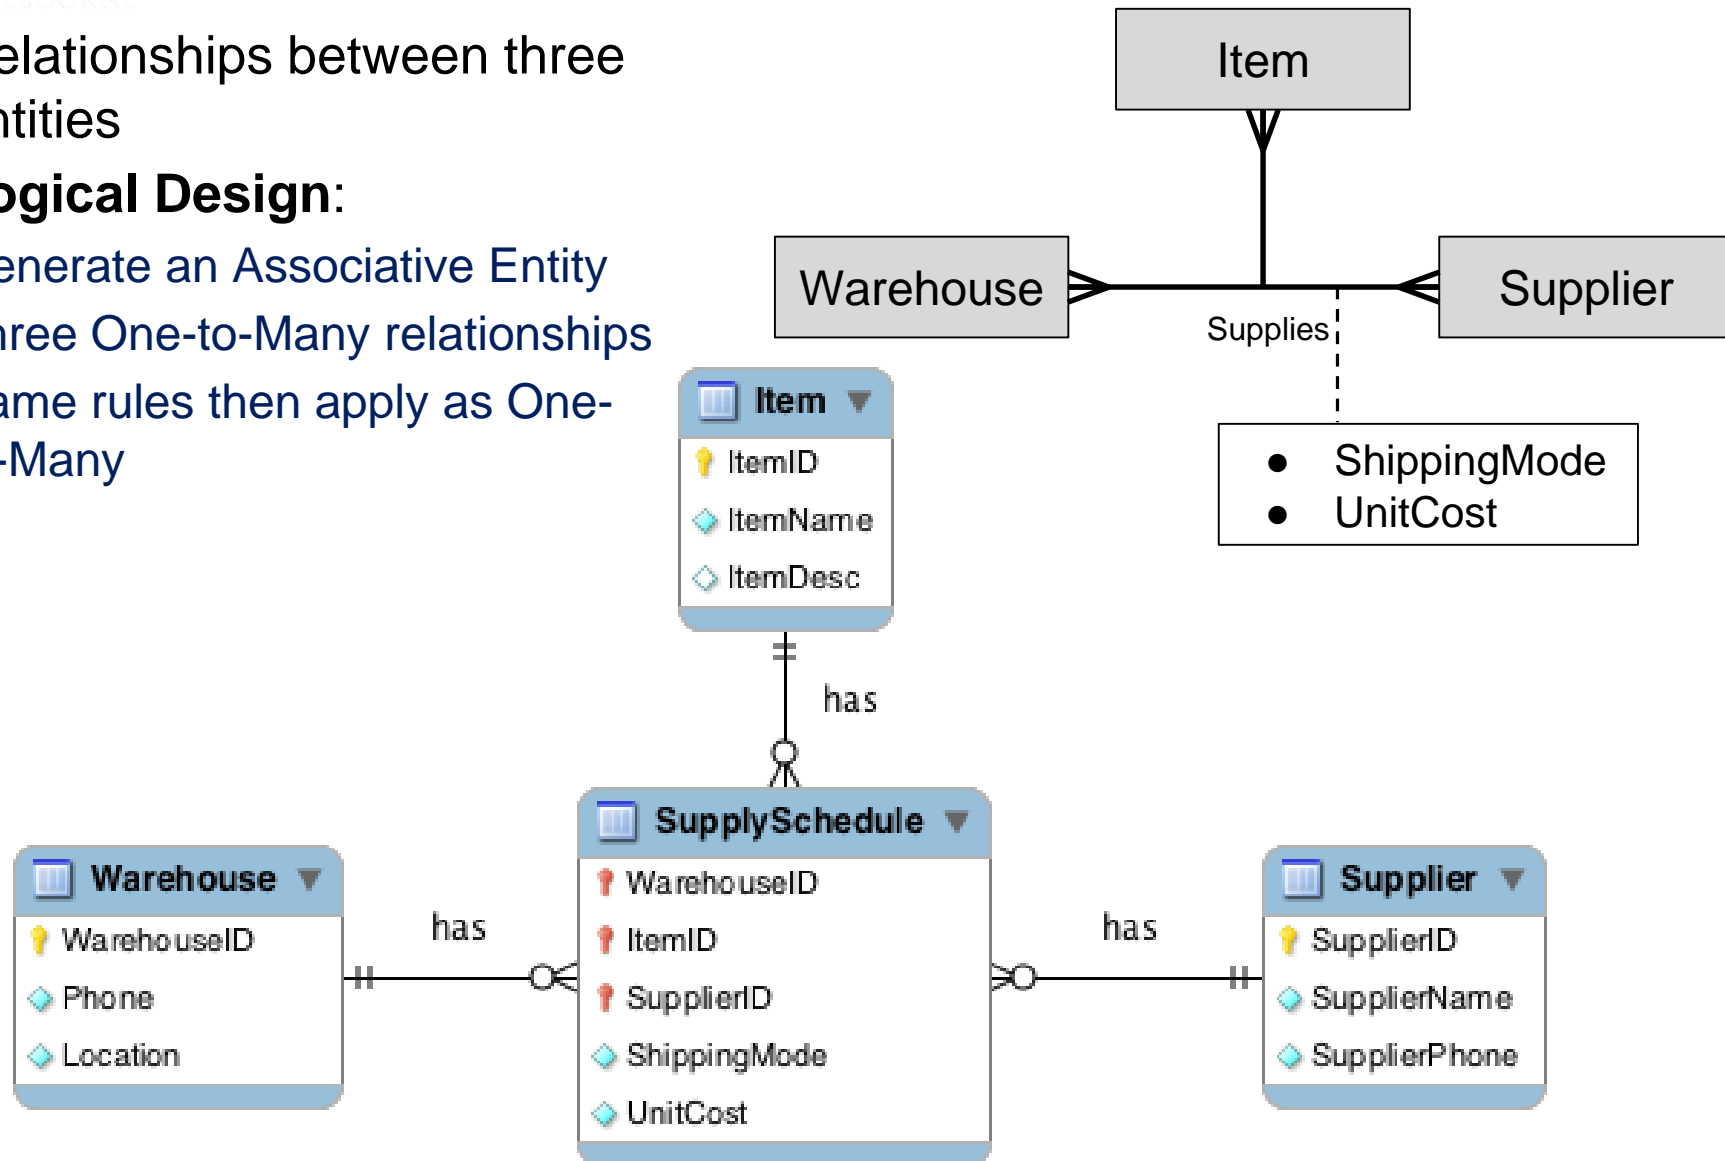 elationships between three
ntities
ogical Design:
enerate an Associative Entity
hree One-to-Many relationships
ame rules then apply as One-
-Many
Item
Warehouse
Supplier
Supplies
● ShippingMode
● UnitCost
Item
ItemID
ItemName
ItemDesc
has
SupplySchedule
WarehouseID
ItemID
SupplierID
ShippingMode
UnitCost
Warehouse
WarehouseID
Phone
Location
has
has
Supplier
SupplierID
SupplierName
SupplierPhone